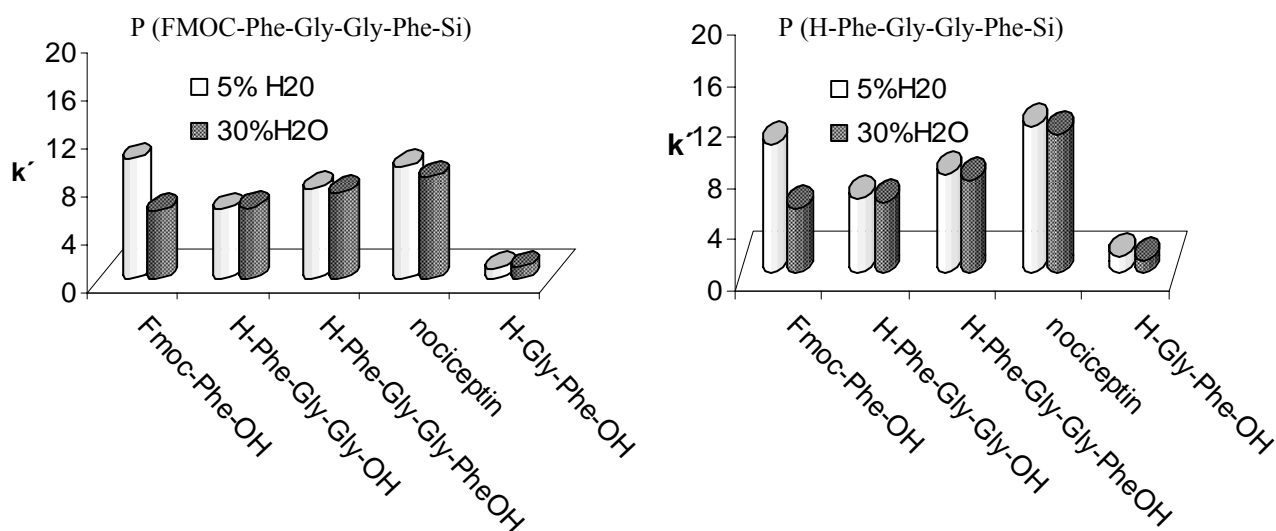 P (FMOC-Phe-Gly-Gly-Phe-Si)
20
16
12
8
4
0
k´
5% H20
30%H2O
Fmoc-Phe-OH
H-Phe-Gly-Gly-OH
H-Phe-Gly-Gly-PheOH
nociceptin
H-Gly-Phe-OH
P (H-Phe-Gly-Gly-Phe-Si)
20
16
12
8
4
0
k´
5%H20
30%H2O
Fmoc-Phe-OH
H-Phe-Gly-Gly-OH
H-Phe-Gly-Gly-PheOH
nociceptin
H-Gly-Phe-OH